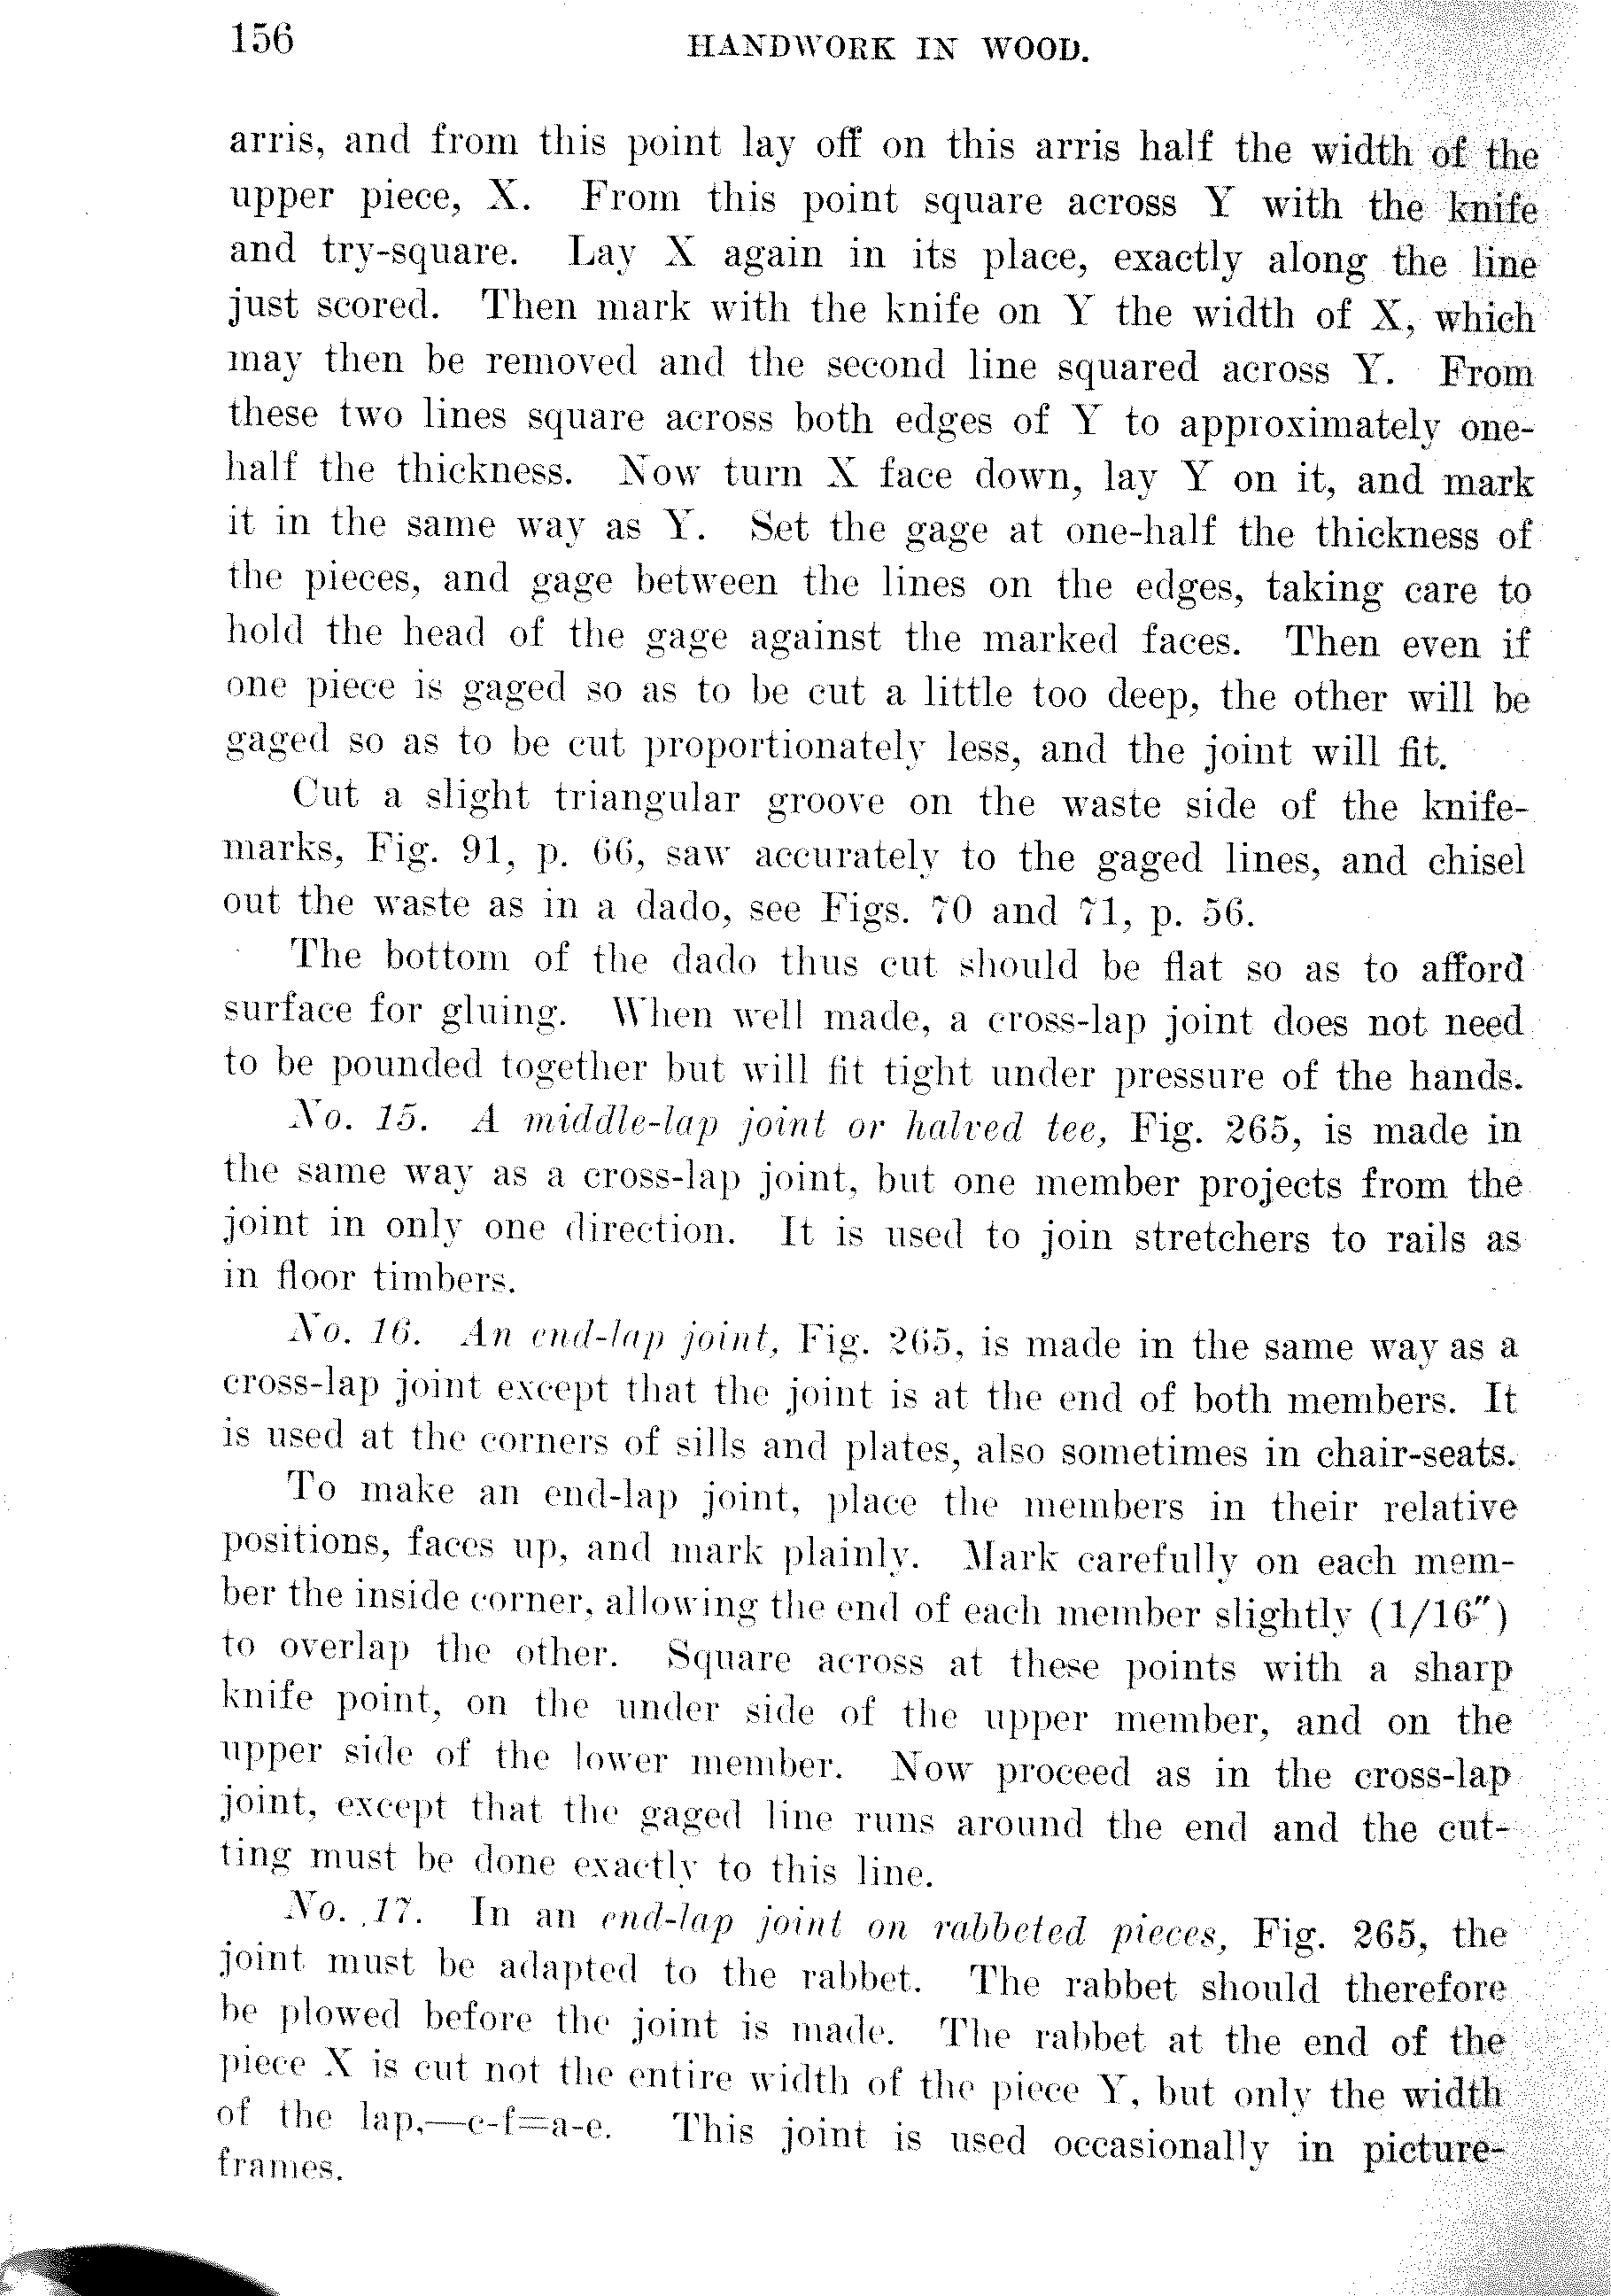 156
HANDWORK IN WOOD.
arris, and from this point lay off on this arris half the width of the
upper piece, X. From this point square across Y with the knife
and try-square. Lay X again in its place, exactly along the line
just scored. Then mark with the knife on Y the width of X, which
may then be removed and the second line squared across Y. From
these two lines square across both edges of Y to approximately one-
half the thickness. Now turn X face down, lay Y on it, and mark
it in the same way as Y. Set the gage at one-half the thickness of
the pieces, and gage between the lines on the edges, taking care to
hold the head of the gage against the marked faces. Then even if
one piece is gaged so as to be cut a little too deep, the other will be
gaged so as to be cut proportionately less, and the joint will fit.
Cut a slight triangular groove on the waste side of the knife-
marks, Fig. 91, p. 66, saw accurately to the gaged lines, and chisel
out the waste as in a dado, see Figs. 70 and 71, p. 56.
The bottom of the dado thus cut should be flat so as to afford
surface for gluing. When well made, a cross-lap joint does not need
to be pounded together but will fit tight under pressure of the hands.
No. 15. A middle-lap joint or halved tee, Fig. 265, is made in
the same way as a cross-lap joint, but one member projects from the
joint in only one direction. It is used to join stretchers to rails as
in floor timbers.
No. 16. An end-lap joint, Fig. 265, is made in the same way as a
cross-lap joint except that the joint is at the end of both members. It
is used at the corners of sills and plates, also sometimes in chair-seats.
To make an end-lap joint, place the members in their relative
positions, faces up, and mark plainly. Mark carefully on each mem-
ber the inside corner, allowing the end of each member slightly (1/16″)
to overlap the other. Square across at these points with a sharp
knife point, on the under side of the upper member, and on the
upper side of the lower member. Now proceed as in the cross-lap
joint, except that the gaged line runs around the end and the cut-
ting must be done exactly to this line.
No. 17. In an end-lap joint on rabbeted pieces, Fig. 265, the
joint must be adapted to the rabbet. The rabbet should therefore
be plowed before the joint is made. The rabbet at the end of the
piece X is cut not the entire width of the piece Y, but only the width
of the lap,—c-f=a-e. This joint is used occasionally in picture-
frames.